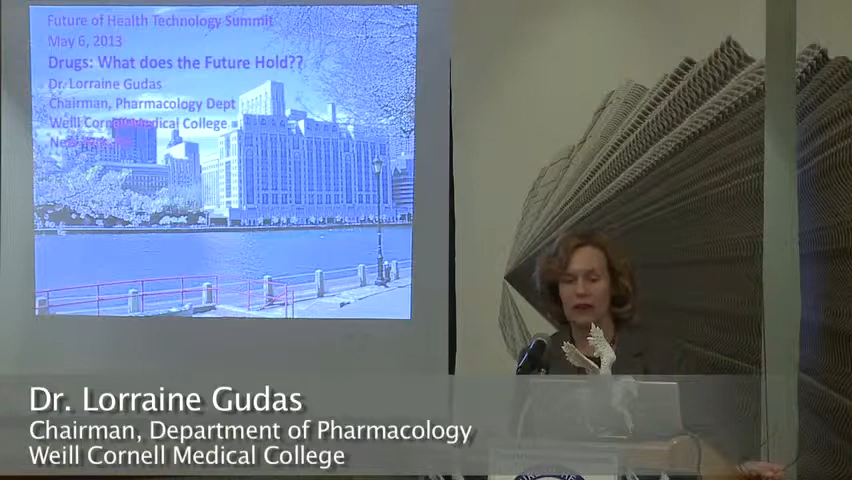 Future of Health Technology Summit
May 6, 2013
Drugs: What does the Future Hold??
Dr. Lorraine Gudas
Chairman, Pharmacology Dept
Weill Cornell Medical College
Dr. Lorraine Gudas
Chairman, Department of Pharmacology
Weill Cornell Medical College